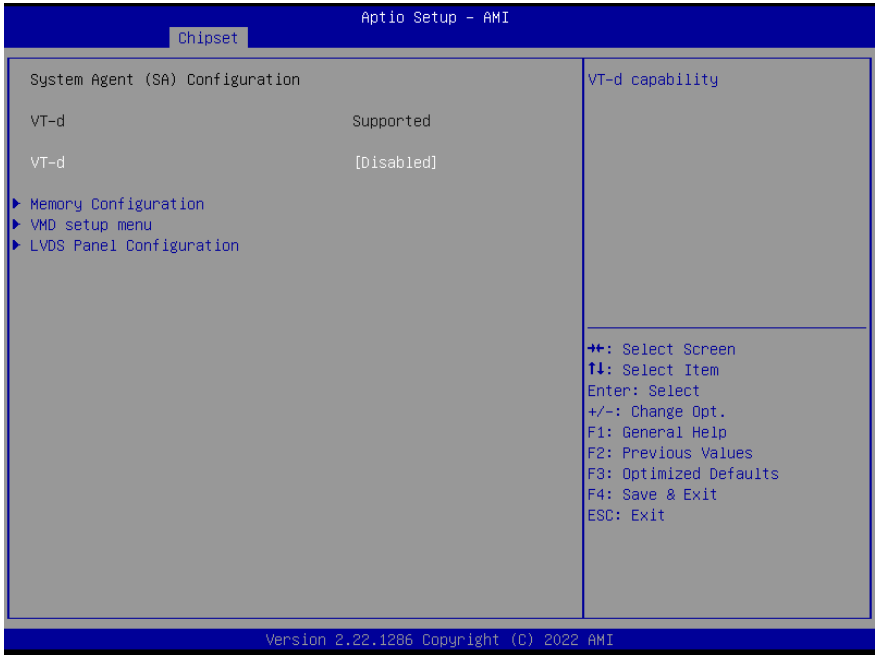 Aptio Setup - AMI
Chipset
System Agent (SA) Configuration
VT-d Supported
VT-d [Disabled]
Memory Configuration
VMD setup menu
LVDS Panel Configuration
VT-d capability
→←: Select Screen
↑↓: Select Item
Enter: Select
+/-: Change Opt.
F1: General Help
F2: Previous Values
F3: Optimized Defaults
F4: Save & Exit
ESC: Exit
Version 2.22.1286 Copyright (C) 2022 AMI